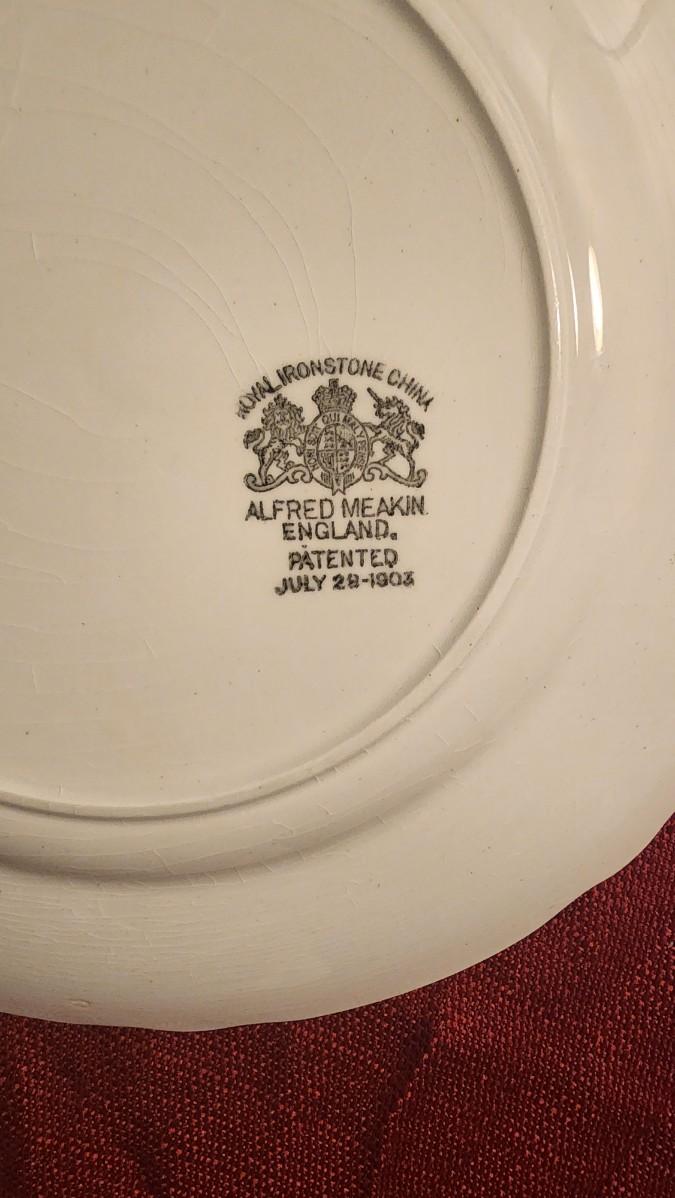 ROYAL IRONSTONE CHINA
ALFRED MEAKIN.
ENGLAND.
PATENTED
JULY 28-1903